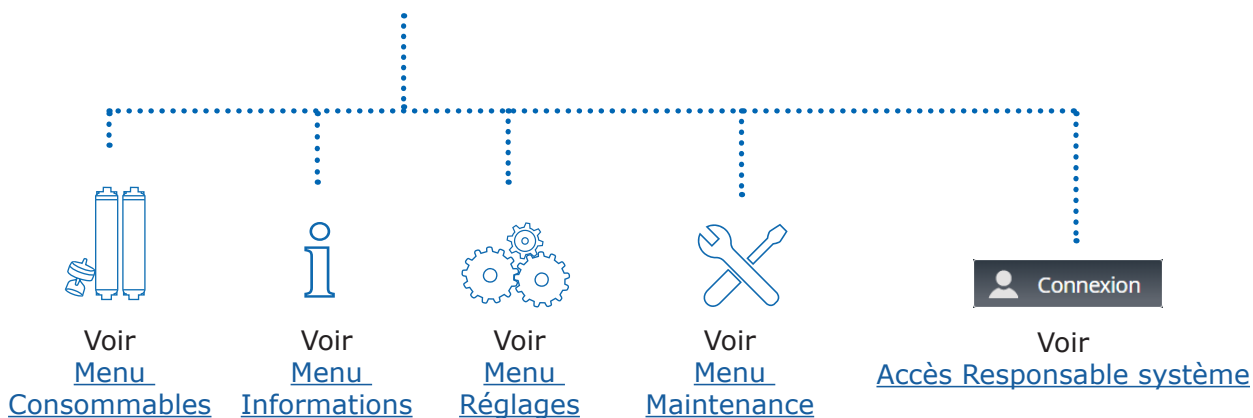 Connexion
Voir
Menu
Consommables
Voir
Menu
Informations
Voir
Menu
Réglages
Voir
Menu
Maintenance
Voir
Accès Responsable système